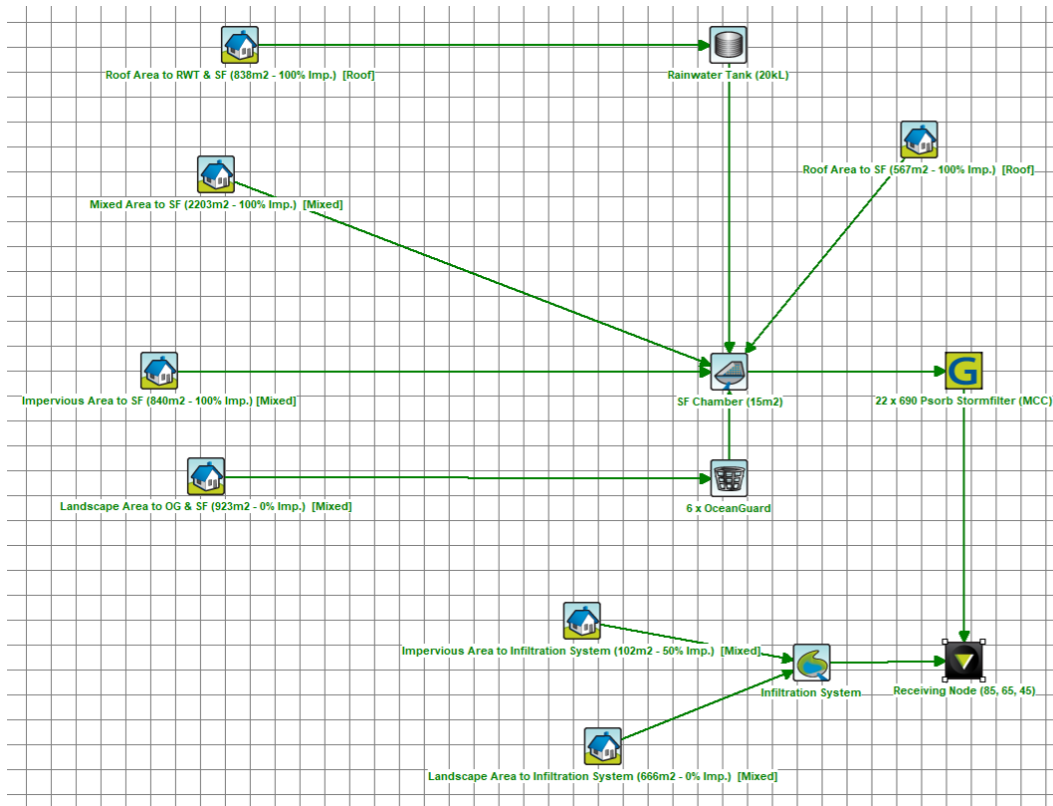 Roof Area to RWT & SF (838m2 - 100% Imp.) [Roof]
Rainwater Tank (20kL)
Roof Area to SF (567m2 - 100% Imp.) [Roof]
Mixed Area to SF (2203m2 - 100% Imp.) [Mixed]
G
Impervious Area to SF (840m2 - 100% Imp.) [Mixed]
SF Chamber (15m2)
22 x 690 Psorb Stormfilter (MCC)
Landscape Area to OG & SF (923m2 - 0% Imp.) [Mixed]
6 x OceanGuard
Impervious Area to Infiltration System (102m2 - 50% Imp.) [Mixed]
Infiltration System
Receiving Node (85, 65, 45)
Landscape Area to Infiltration System (666m2 - 0% Imp.) [Mixed]